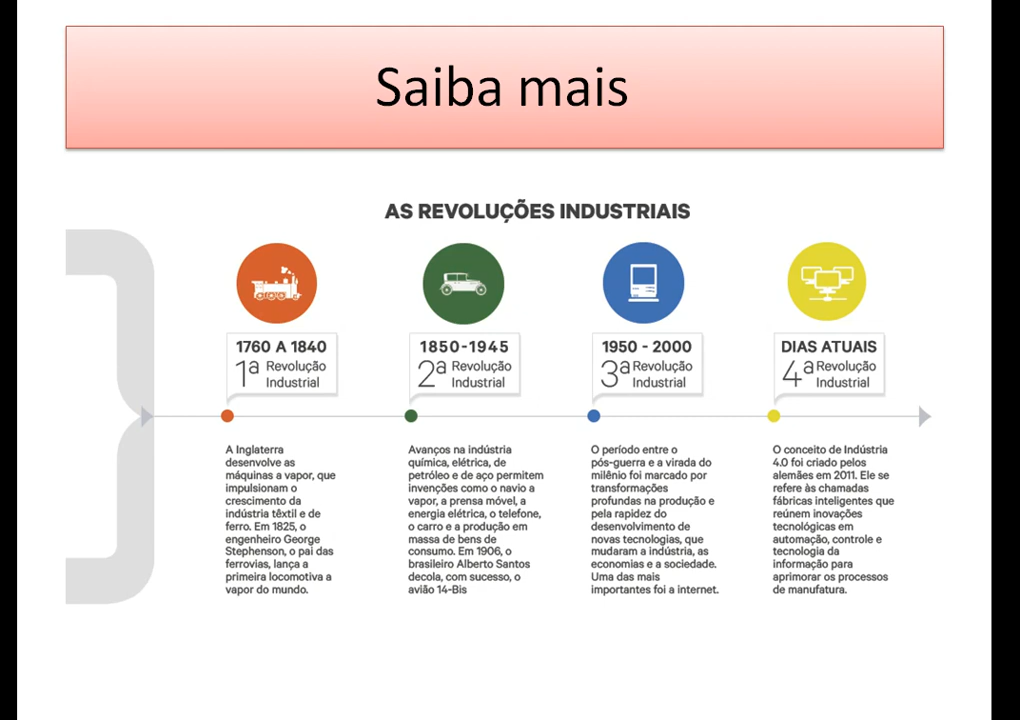 Saiba mais
AS REVOLUÇÕES INDUSTRIAIS
1760 A 1840
1ª Revolução
Industrial
A Inglaterra
desenvolve as
máquinas a vapor, que
impulsionam o
crescimento da
indústria têxtil e de
ferro. Em 1825, o
engenheiro George
Stephenson, o pai das
ferrovias, lança a
primeira locomotiva a
vapor do mundo.
1850-1945
2ª Revolução
Industrial
Avanços na indústria
química, elétrica, de
petróleo e de aço permitem
invenções como o navio a
vapor, a prensa móvel, a
energia elétrica, o telefone,
o carro e a produção em
massa de bens de
consumo. Em 1906, o
brasileiro Alberto Santos
decola, com sucesso, o
avião 14-Bis
1950 - 2000
3ª Revolução
Industrial
O período entre o
pós-guerra e a virada do
milênio foi marcado por
transformações
profundas na produção e
pela rapidez do
desenvolvimento de
novas tecnologias, que
mudaram a indústria, as
economias e a sociedade.
Uma das mais
importantes foi a internet.
DIAS ATUAIS
4ª Revolução
Industrial
O conceito de Indústria
4.0 foi criado pelos
alemães em 2011. Ele se
refere às chamadas
fábricas inteligentes que
reúnem inovações
tecnológicas em
automação, controle e
tecnologia da
informação para
aprimorar os processos
de manufatura.